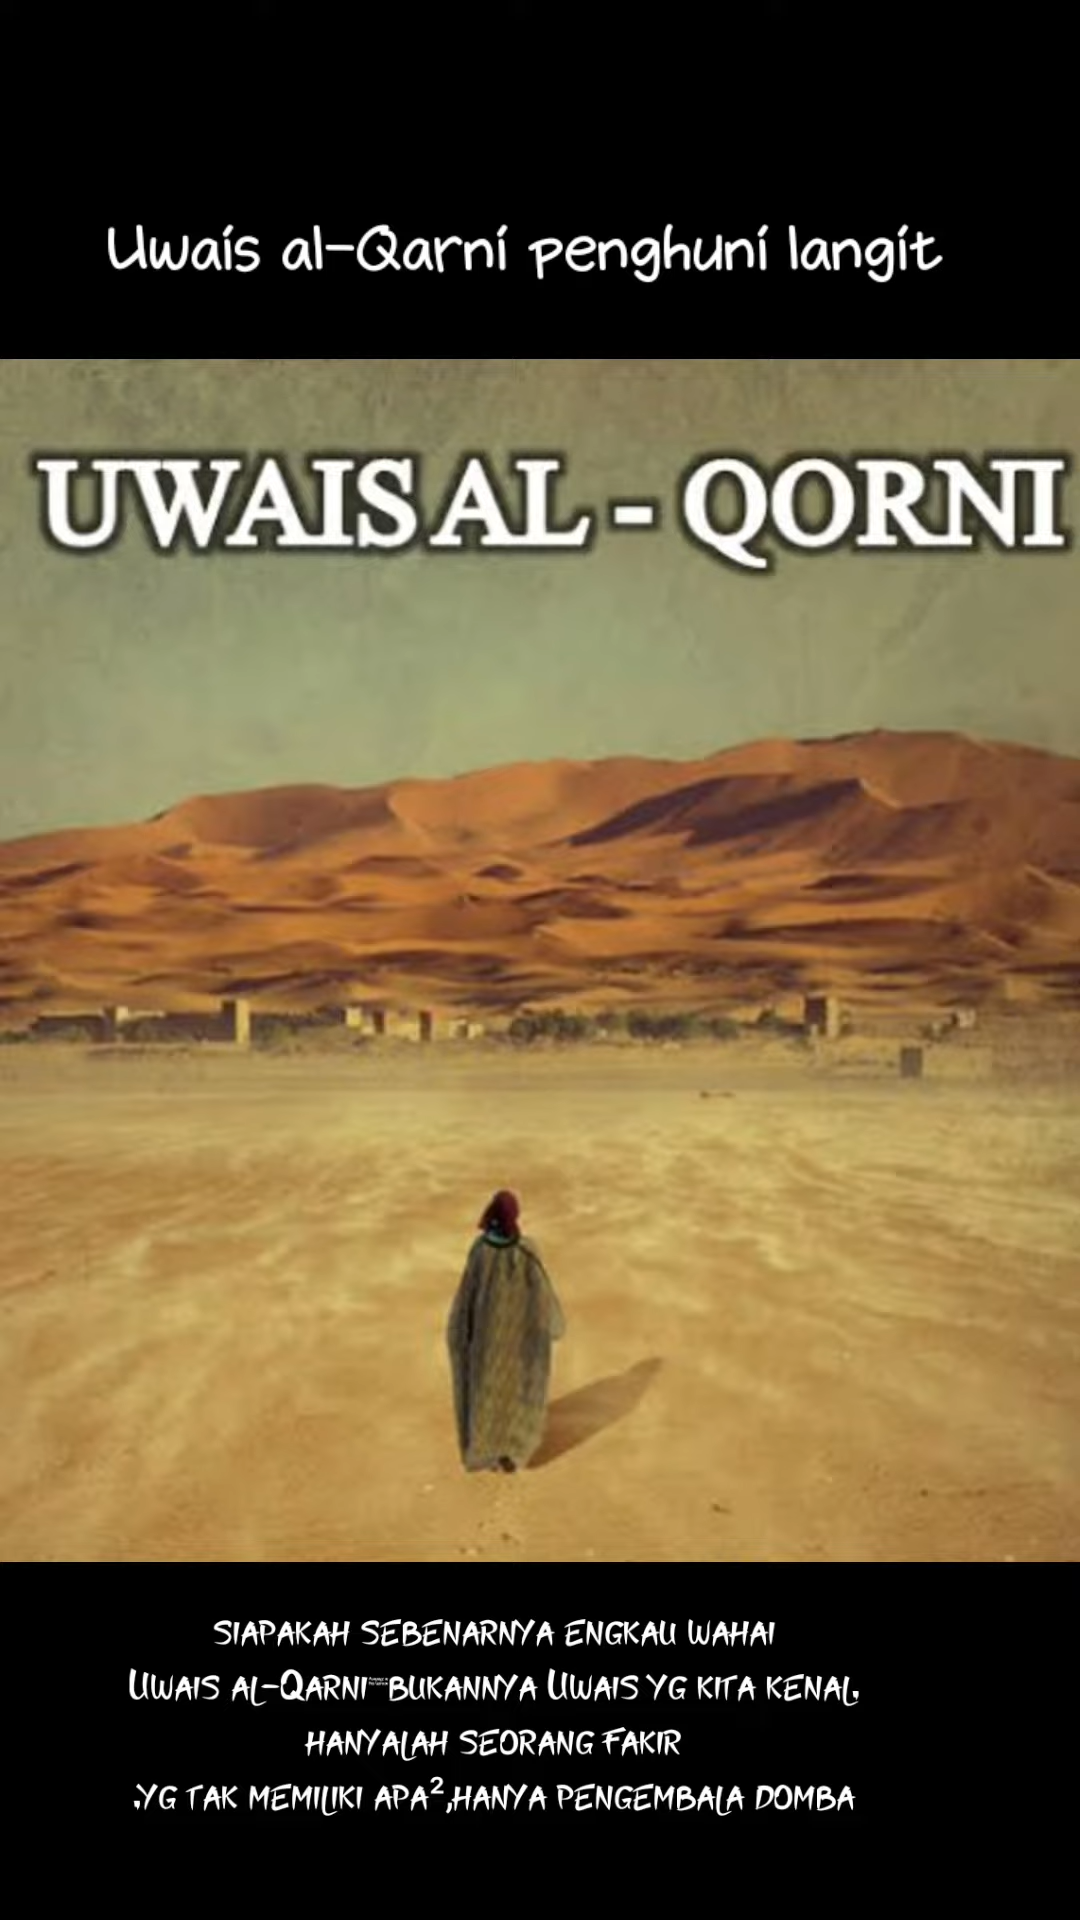 Uwais al-Qarni penghuni langit
UWAIS AL - QORNI
SIAPAKAH SEBENARNYA ENGKAU WAHAI
UWAIS AL-QARNI BUKANNYA UWAIS YG KITA KENAL,
HANYALAH SEORANG FAKIR
,YG TAK MEMILIKI APA²,HANYA PENGEMBALA DOMBA